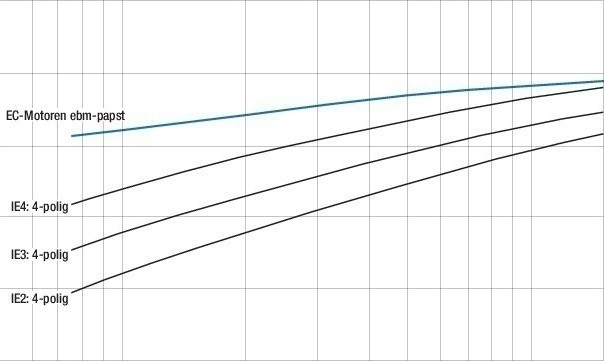 EC-Motoren ebm-papst
IE4: 4-polig
IE3: 4-polig
IE2: 4-polig